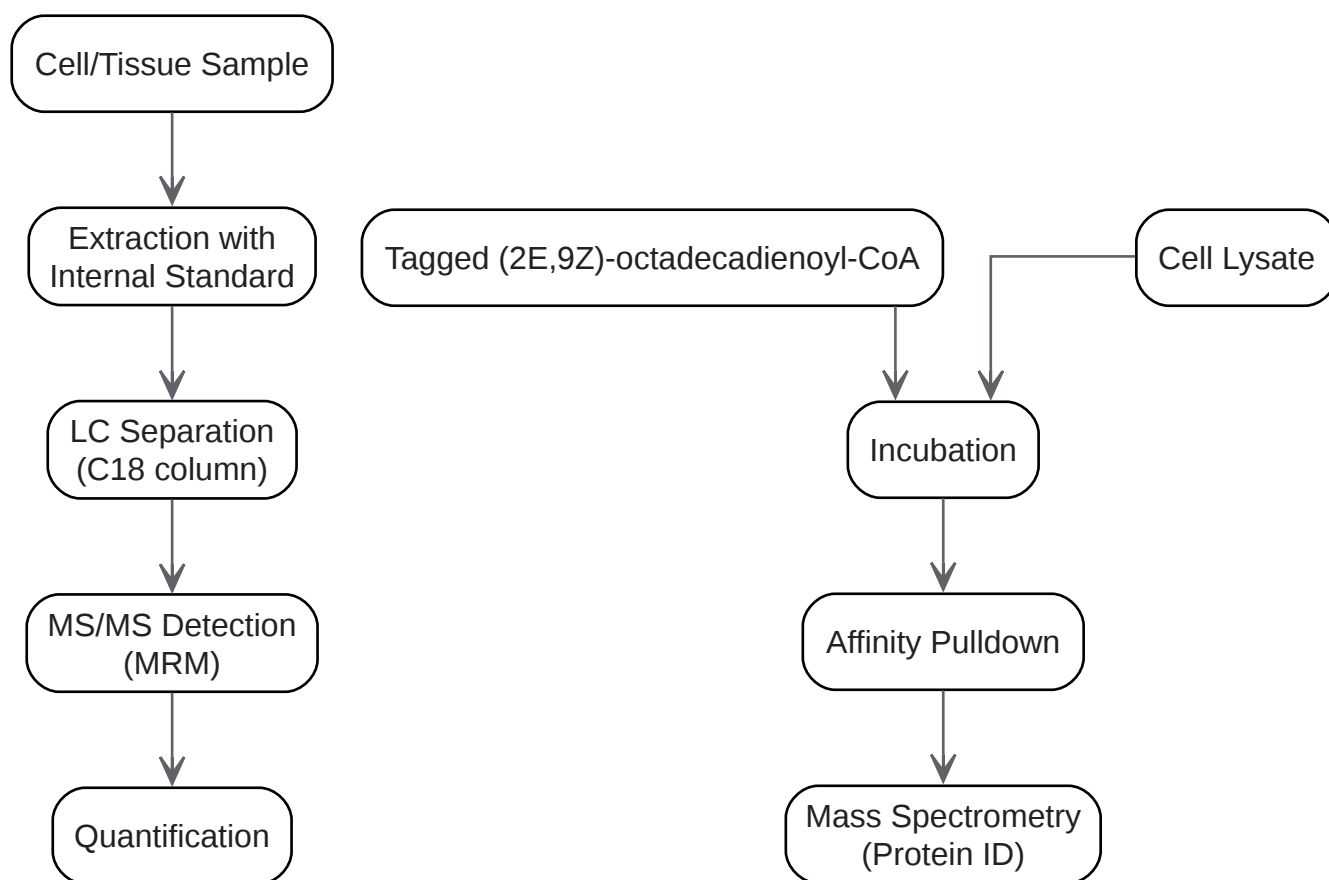 Cell/Tissue Sample
Extraction with
Internal Standard
LC Separation
(C18 column)
MS/MS Detection
(MRM)
Quantification
Tagged (2E,9Z)-octadecadienoyl-CoA
Cell Lysate
Incubation
Affinity Pulldown
Mass Spectrometry
(Protein ID)